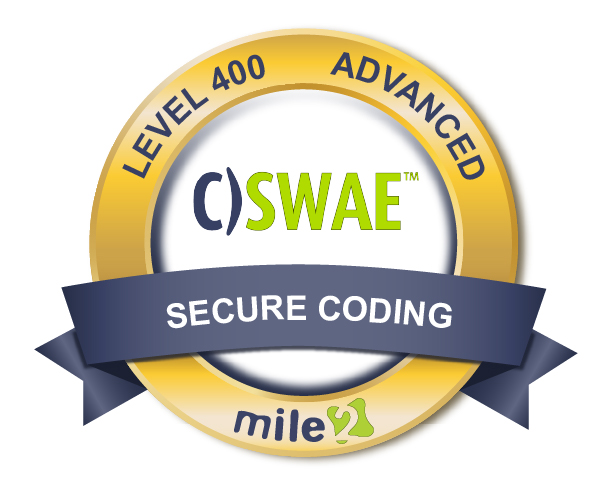 LEVEL 400 ADVANCED
C)SWAE™
SECURE CODING
mile2